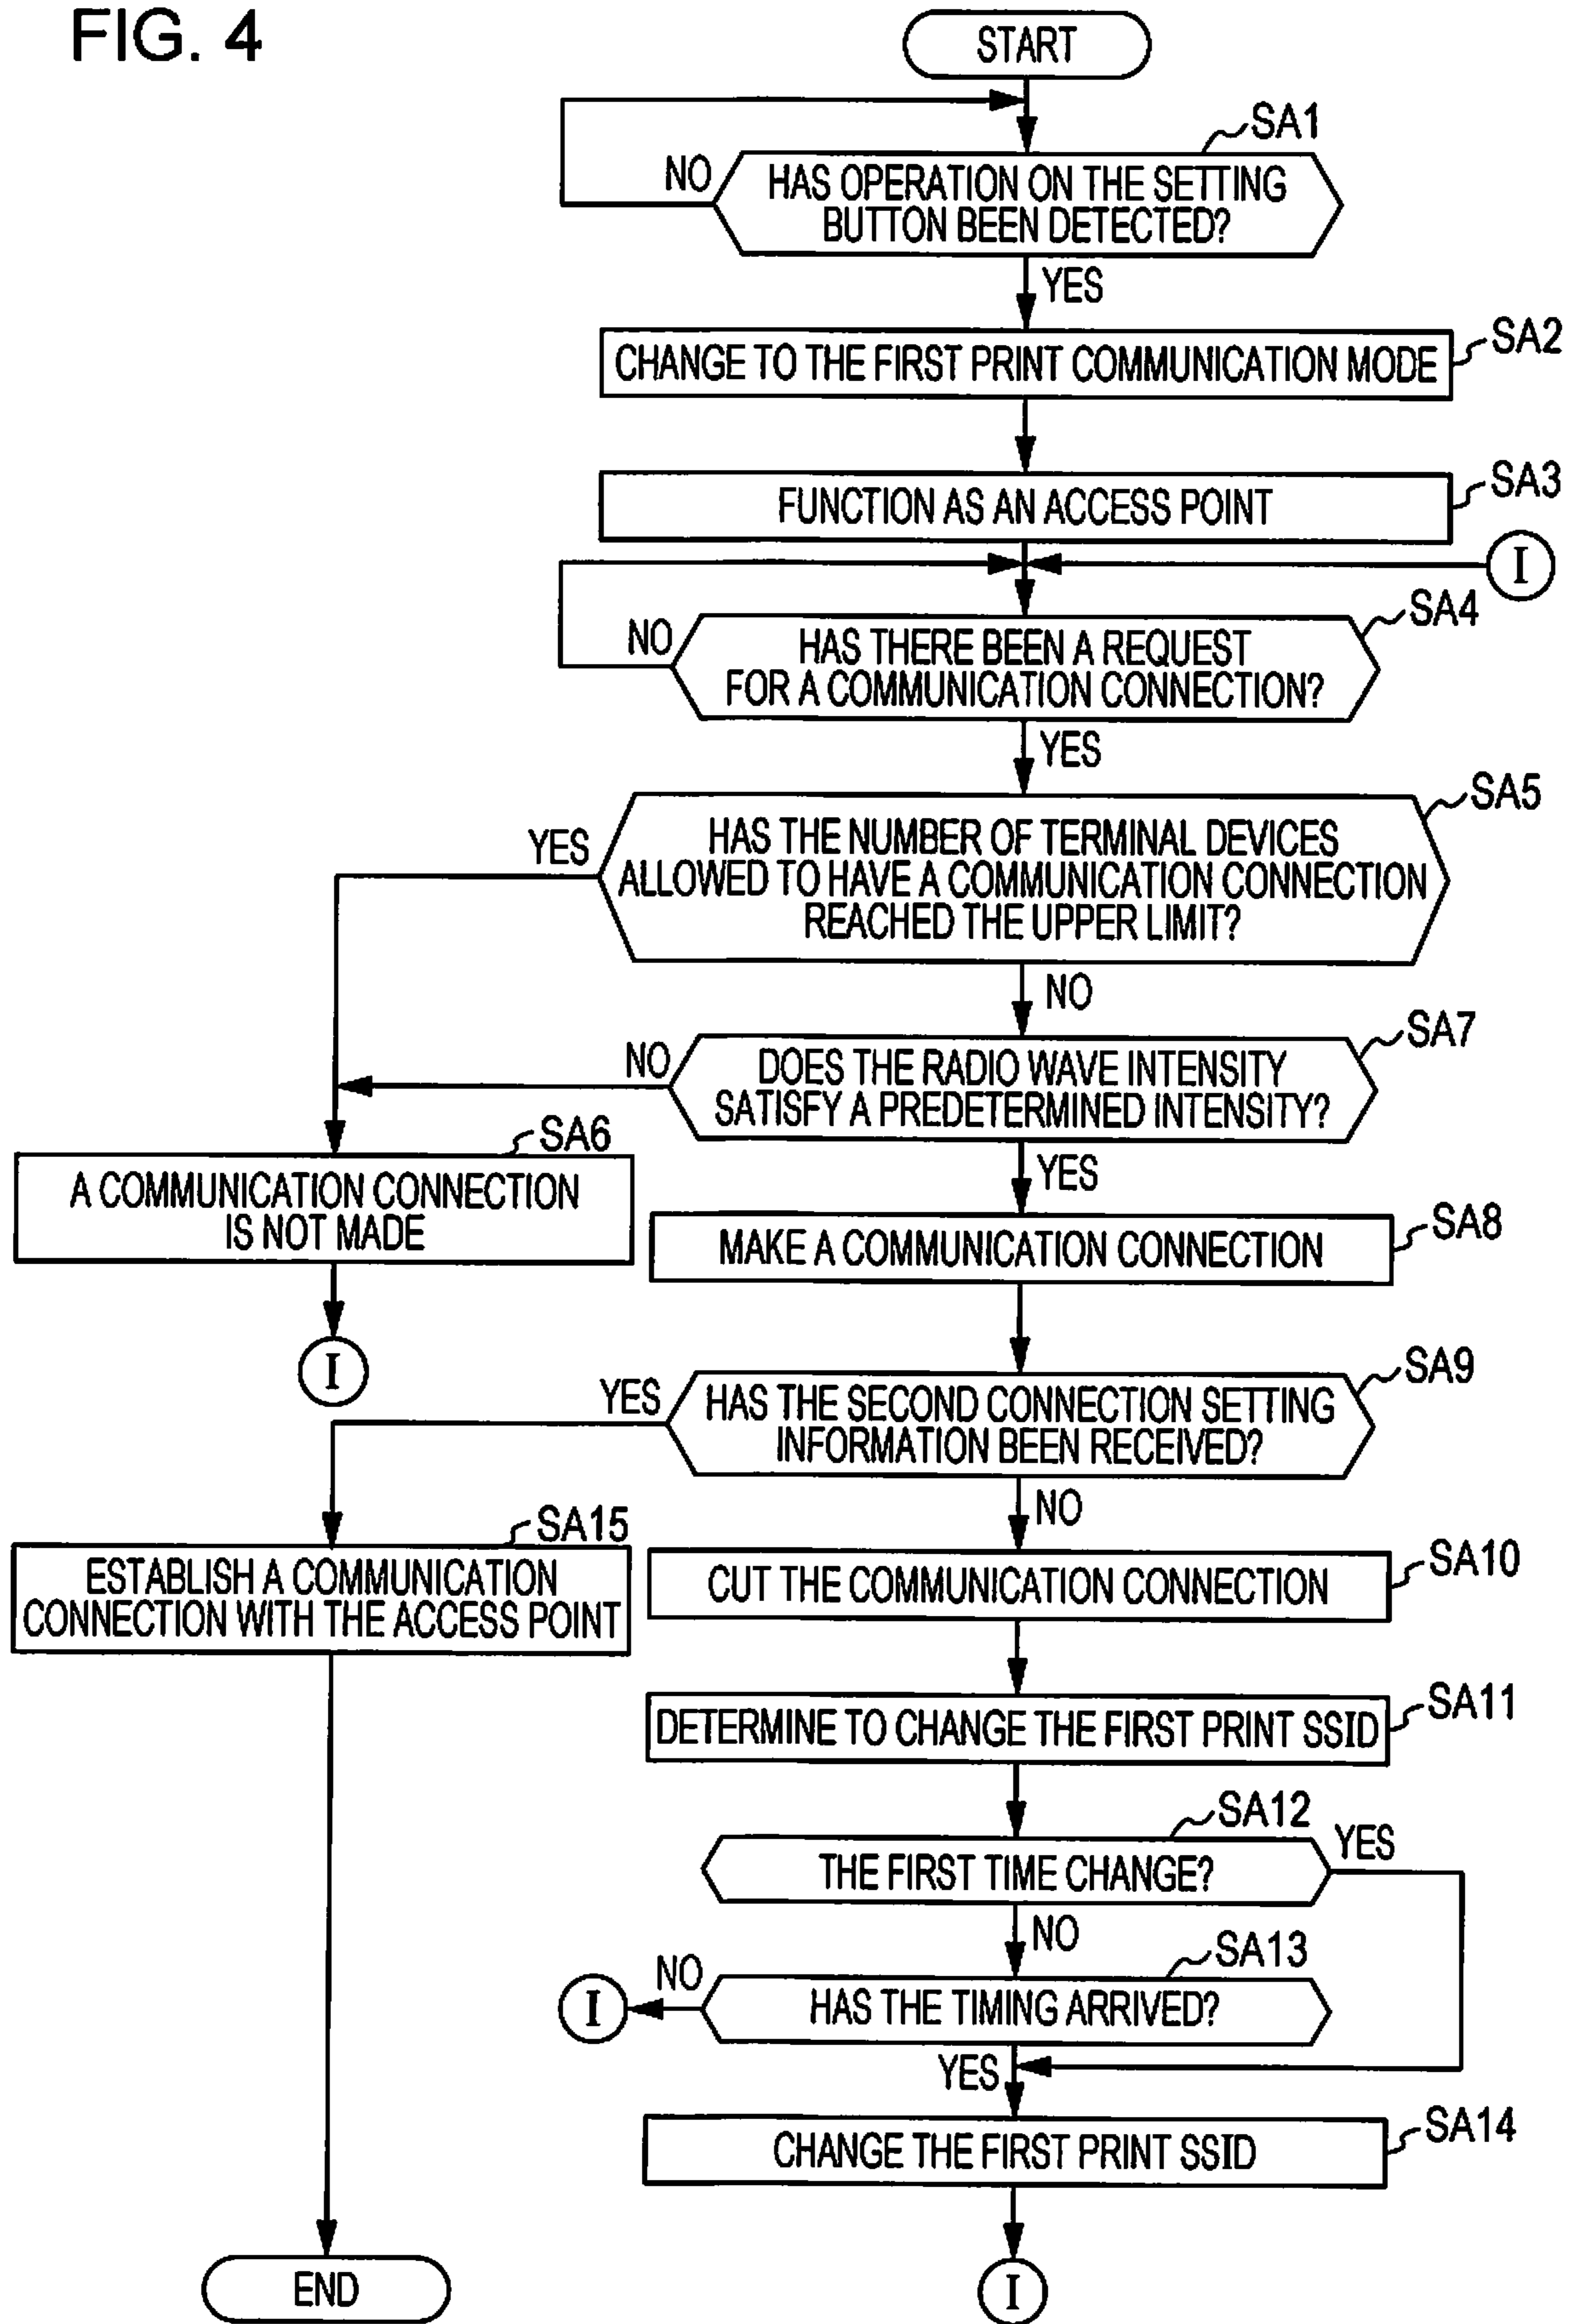 FIG. 4
START
SA1
NO
HAS OPERATION ON THE SETTING
BUTTON BEEN DETECTED?
YES
SA2
CHANGE TO THE FIRST PRINT COMMUNICATION MODE
SA3
FUNCTION AS AN ACCESS POINT
I
SA4
NO
HAS THERE BEEN A REQUEST
FOR A COMMUNICATION CONNECTION?
YES
SA5
YES
HAS THE NUMBER OF TERMINAL DEVICES
ALLOWED TO HAVE A COMMUNICATION CONNECTION
REACHED THE UPPER LIMIT?
NO
SA7
NO
DOES THE RADIO WAVE INTENSITY
SATISFY A PREDETERMINED INTENSITY?
SA6
A COMMUNICATION CONNECTION
IS NOT MADE
YES
SA8
MAKE A COMMUNICATION CONNECTION
I
SA9
YES
HAS THE SECOND CONNECTION SETTING
INFORMATION BEEN RECEIVED?
NO
SA15
ESTABLISH A COMMUNICATION
CONNECTION WITH THE ACCESS POINT
SA10
CUT THE COMMUNICATION CONNECTION
SA11
DETERMINE TO CHANGE THE FIRST PRINT SSID
SA12
YES
THE FIRST TIME CHANGE?
NO
SA13
NO
I
HAS THE TIMING ARRIVED?
YES
SA14
CHANGE THE FIRST PRINT SSID
END
I